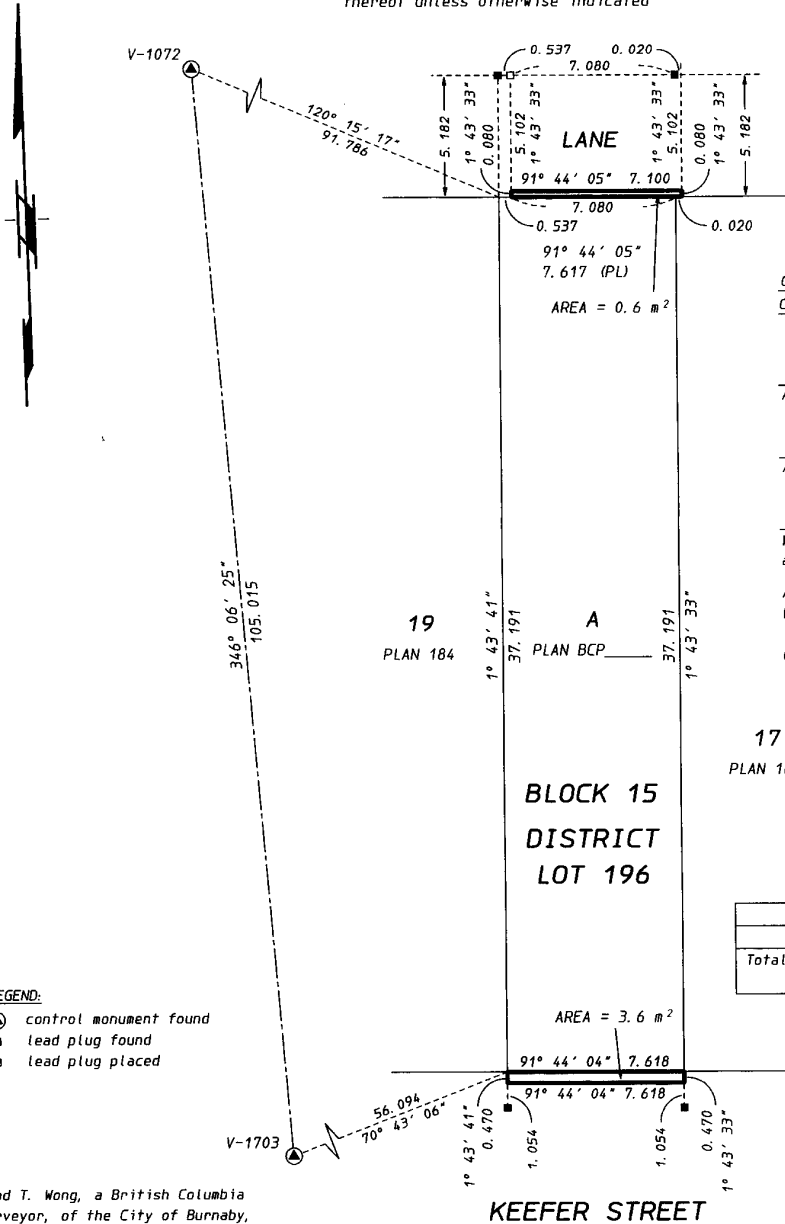 thereof unless otherwise indicated
V-1072
0.537
0.020
7.080
120° 15' 17"
91.786
5.182
1° 43' 33"
0.080
5.102
1° 43' 33"
LANE
1° 43' 33"
5.102
0.080
1° 43' 33"
5.182
91° 44' 05" 7.100
7.080
0.537
0.020
91° 44' 05"
7.617 (PL)
AREA = 0.6 m²
346° 06' 25"
105.015
19
PLAN 184
1° 43' 41"
37.191
A
PLAN BCP____
37.191
1° 43' 33"
17
PLAN
BLOCK 15
DISTRICT
LOT 196
Total
EGEND:
control monument found
lead plug found
lead plug placed
AREA = 3.6 m²
91° 44' 04" 7.618
91° 44' 04" 7.618
56.094
70° 43' 06"
V-1703
1° 43' 41"
0.470
1.054
1.054
0.470
1° 43' 33"
T. Wong, a British Columbia
rveyor, of the City of Burnaby,
KEEFER STREET